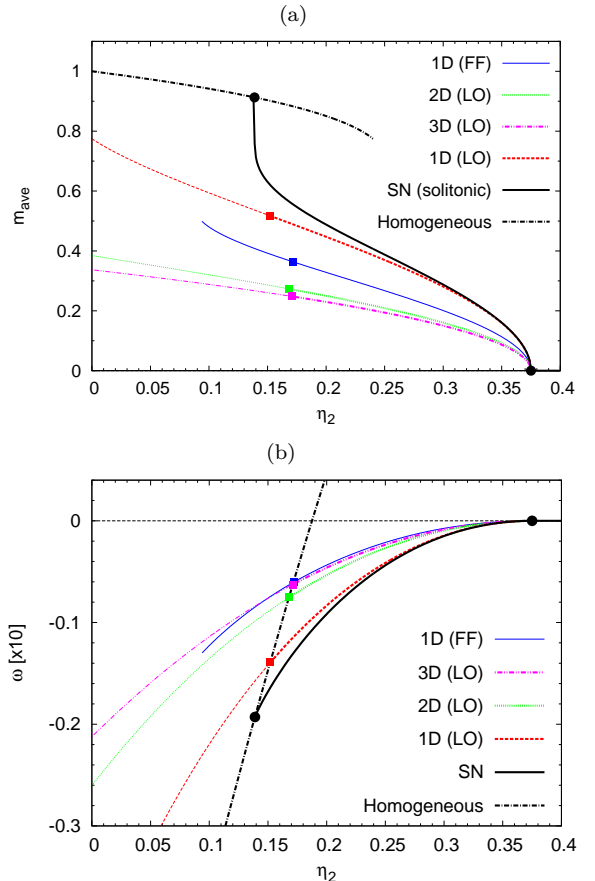 (a)
1D (FF)
2D (LO)
3D (LO)
1D (LO)
SN (solitonic)
Homogeneous
m_ave
1
0.8
0.6
0.4
0.2
0
0 0.05 0.1 0.15 0.2 0.25 0.3 0.35 0.4
η₂
(b)
ω [x10]
0
-0.1
-0.2
-0.3
1D (FF)
3D (LO)
2D (LO)
1D (LO)
SN
Homogeneous
0 0.05 0.1 0.15 0.2 0.25 0.3 0.35 0.4
η₂